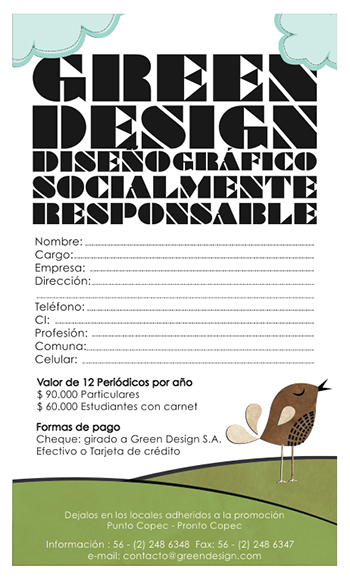 GREEN
DESIGN
DISEÑO GRÁFICO
SOCIALMENTE
RESPONSABLE
Nombre:
Cargo:
Empresa:
Dirección:
Teléfono:
CI:
Profesión:
Comuna:
Celular:
Valor de 12 Periódicos por año
$ 90.000 Particulares
$ 60.000 Estudiantes con carnet
Formas de pago
Cheque: girado a Green Design S.A.
Efectivo o Tarjeta de crédito
Dejalos en los locales adheridos a la promoción
Punto Copec - Pronto Copec
Información : 56 - (2) 248 6348 Fax: 56 - (2) 248 6347
e-mail: contacto@greendesign.com